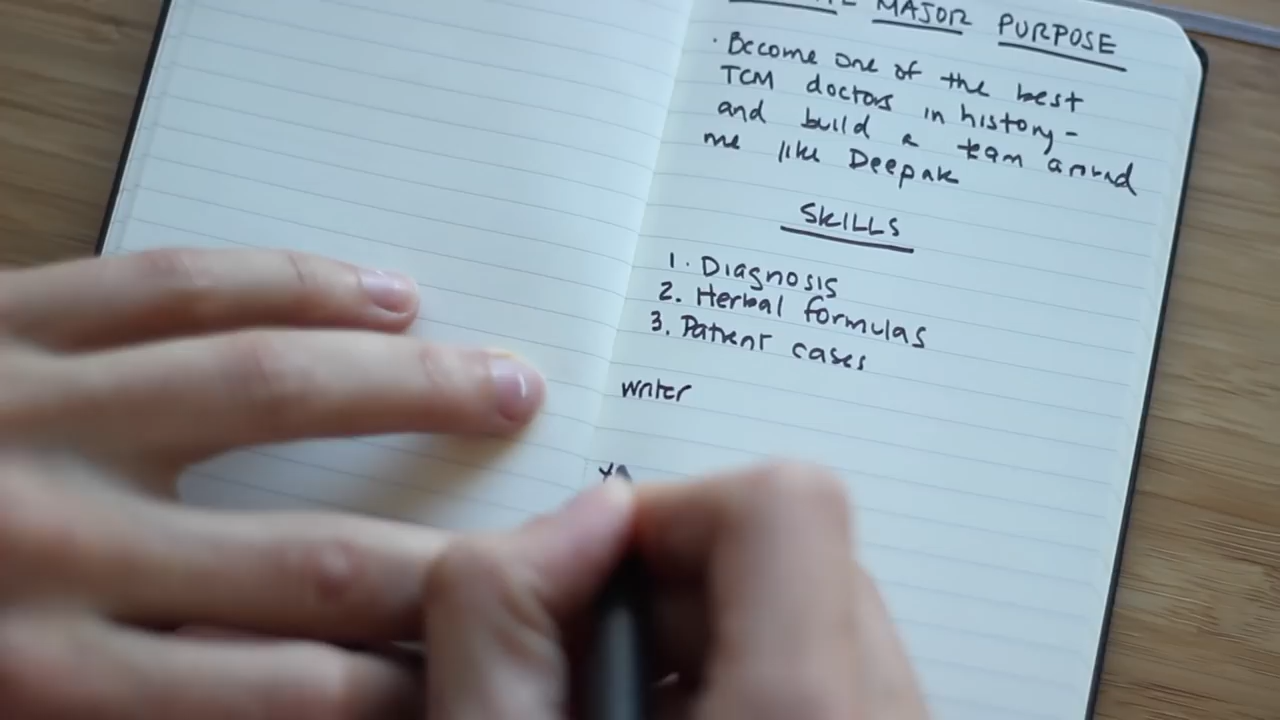 MAJOR PURPOSE
· Become one of the best
TCM doctors in history -
and build a team around
me like Deepak
SKILLS
1. Diagnosis
2. Herbal formulas
3. Patient cases
writer